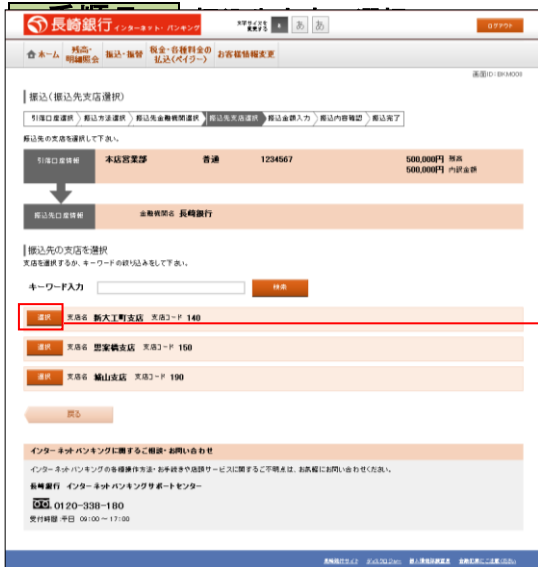 長崎銀行 インターネット・バンキング
文字サイズを変更する あ あ
ログアウト
ホーム 残高・明細照会 振込・振替 税金・各種料金の払込(ペイジー) お客様情報変更
画面ID:BKM003
振込(振込先支店選択)
引落口座選択 振込方法選択 振込先金融機関選択 振込先支店選択 振込金額入力 振込内容確認 振込完了
振込先の支店を選択して下さい。
引落口座情報 本店営業部 普通 1234567 500,000円 残高
500,000円 内訳金額
振込先口座情報 金融機関名 長崎銀行
振込先の支店を選択
支店を選択するか、キーワードの絞り込みをして下さい。
キーワード入力 検索
選択 支店名 新大工町支店 支店コード 140
選択 支店名 思案橋支店 支店コード 150
選択 支店名 城山支店 支店コード 190
戻る
インターネットバンキングに関するご相談・お問い合わせ
インターネットバンキングの各種操作方法・お手続きや店頭サービスに関するご不明点は、お気軽にお問い合わせください。
長崎銀行 インターネットバンキングサポートセンター
0120-338-180
受付時間:平日 09:00～17:00